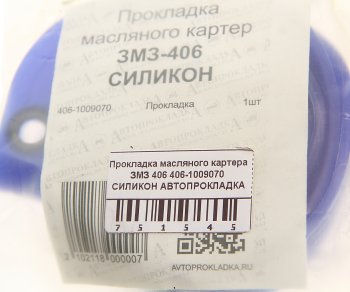 Прокладка
масляного картера
ЗМЗ-406
СИЛИКОН
406-1009070 Прокладка 1шт
Прокладка масляного картера
ЗМЗ 406 406-1009070
СИЛИКОН АВТОПРОКЛАДКА
7 5 1 5 4 5
2 102118 000007
AVTOPROKLADKA.RU